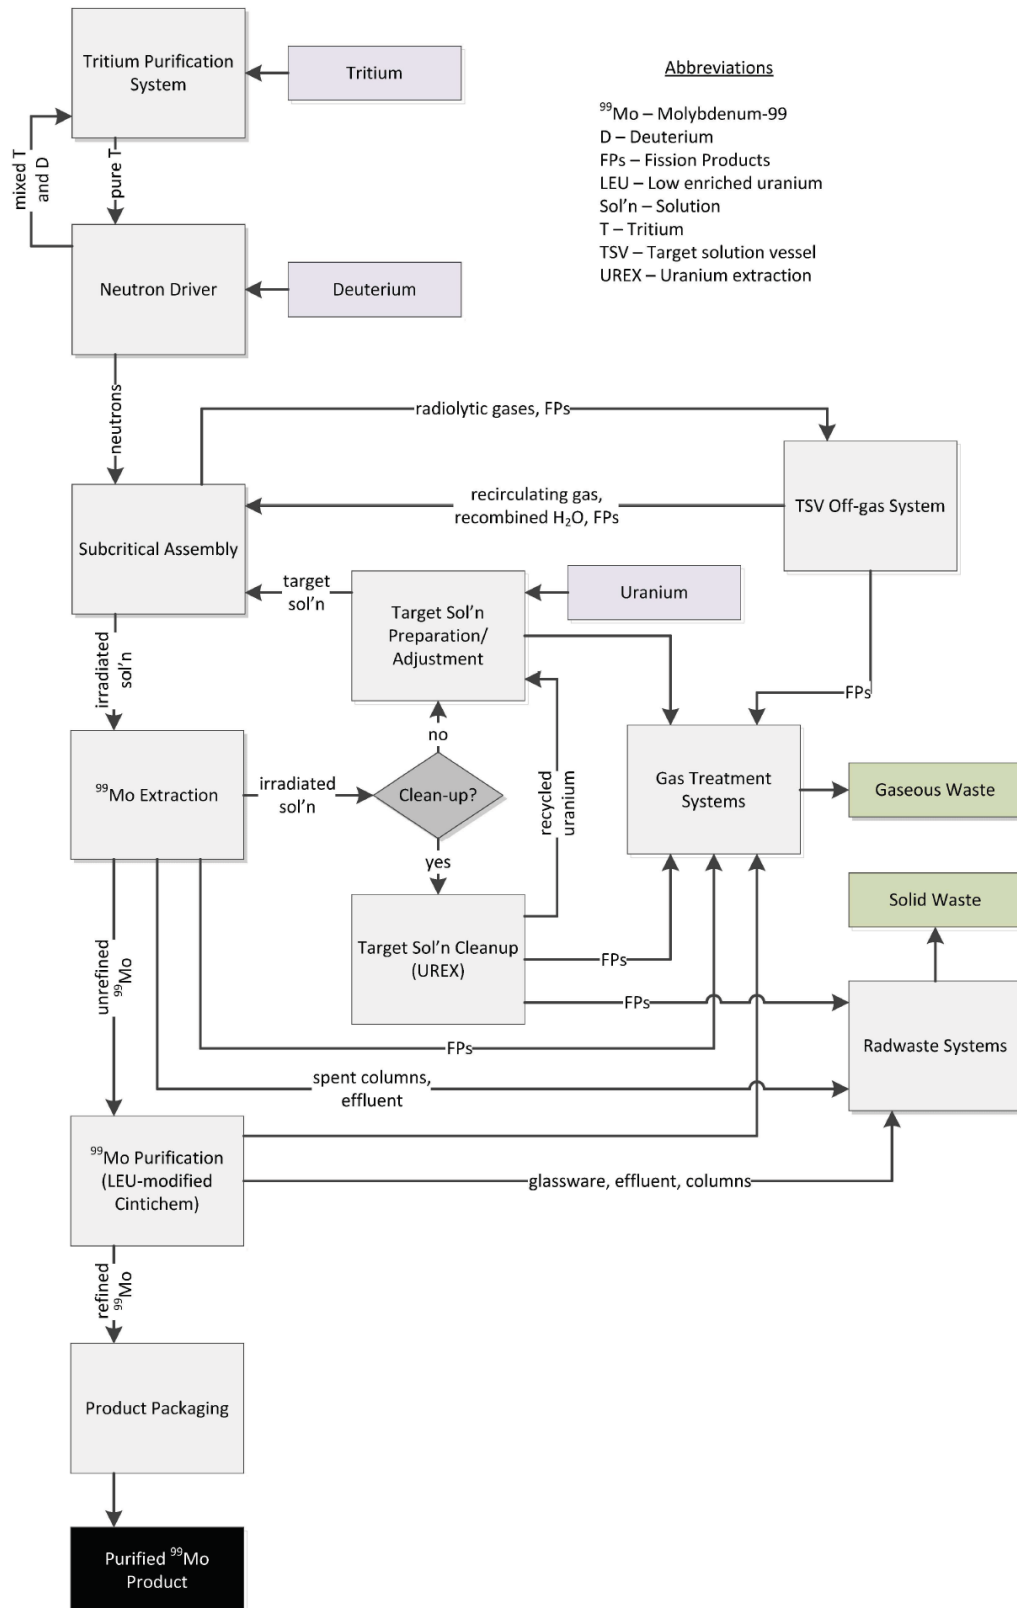 Tritium Purification
System
Tritium
Abbreviations
⁹⁹Mo – Molybdenum-99
D – Deuterium
FPs – Fission Products
LEU – Low enriched uranium
Sol’n – Solution
T – Tritium
TSV – Target solution vessel
UREX – Uranium extraction
mixed T
and D
pure T
Neutron Driver
Deuterium
neutrons
radiolytic gases, FPs
Subcritical Assembly
recirculating gas,
recombined H₂O, FPs
TSV Off-gas System
target
sol’n
Target Sol’n
Preparation/
Adjustment
Uranium
irradiated
sol’n
FPs
⁹⁹Mo Extraction
irradiated
sol’n
no
Clean-up?
yes
recycled
uranium
Gas Treatment
Systems
Gaseous Waste
Solid Waste
unrefined
⁹⁹Mo
Target Sol’n Cleanup
(UREX)
FPs
FPs
Radwaste Systems
FPs
spent columns,
effluent
⁹⁹Mo Purification
(LEU-modified
Cintichem)
glassware, effluent, columns
refined
⁹⁹Mo
Product Packaging
Purified ⁹⁹Mo
Product